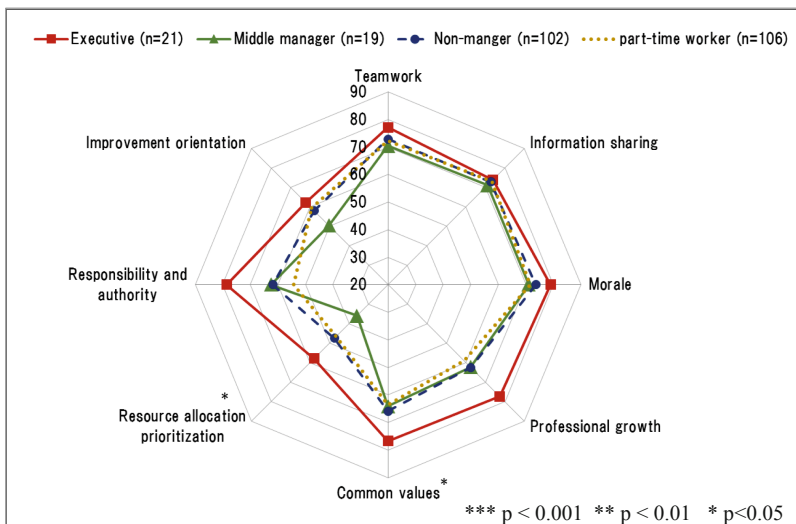 Executive (n=21) Middle manager (n=19) Non-manger (n=102) part-time worker (n=106)
Teamwork
90
80
70
60
50
40
30
20
Improvement orientation
Information sharing
Responsibility and
authority
Morale
*
Resource allocation
prioritization
Professional growth
Common values*
*** p < 0.001 ** p < 0.01 * p<0.05